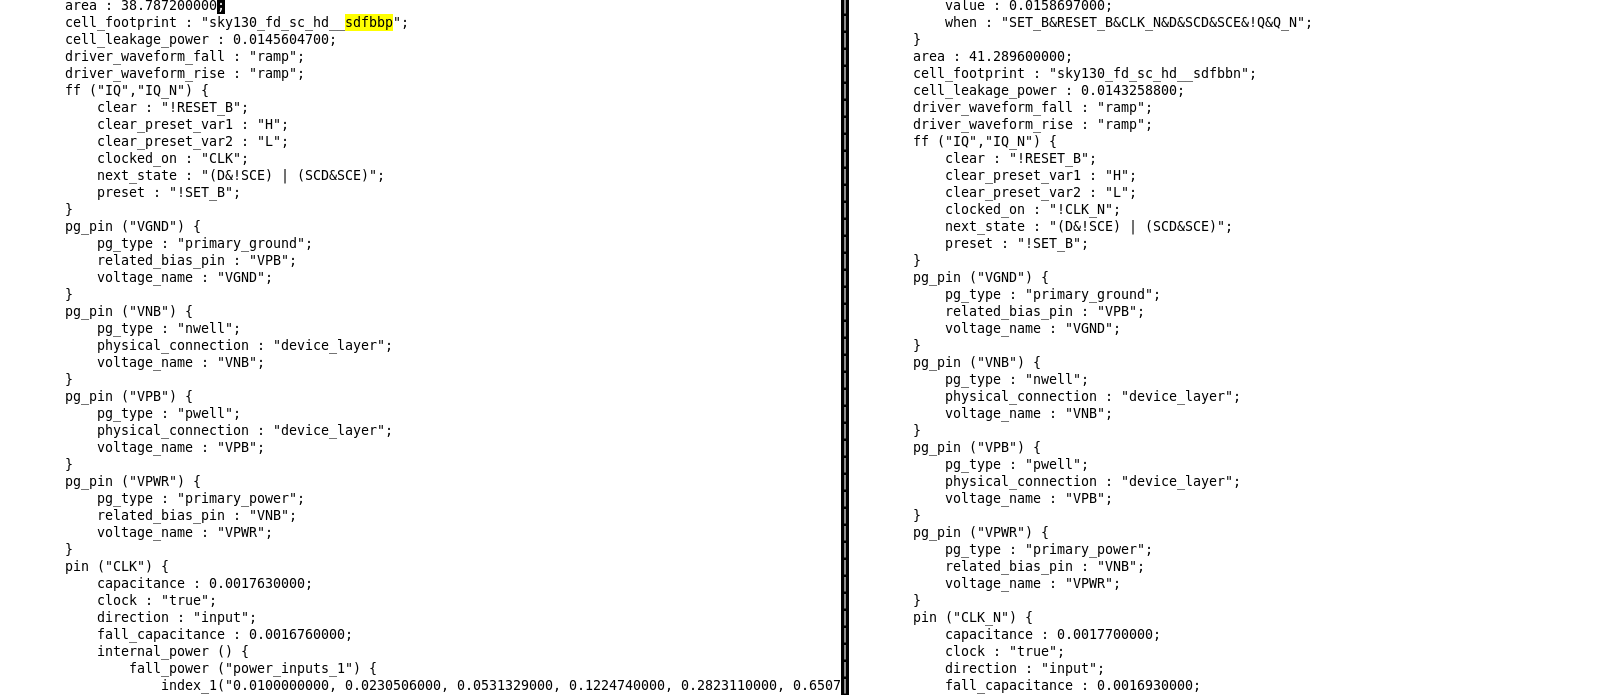 area : 38.787200000;
cell_footprint : "sky130_fd_sc_hd__sdfbbp";
cell_leakage_power : 0.0145604700;
driver_waveform_fall : "ramp";
driver_waveform_rise : "ramp";
ff ("IQ","IQ_N") {
clear : "!RESET_B";
clear_preset_var1 : "H";
clear_preset_var2 : "L";
clocked_on : "CLK";
next_state : "(D&!SCE) | (SCD&SCE)";
preset : "!SET_B";
}
pg_pin ("VGND") {
pg_type : "primary_ground";
related_bias_pin : "VPB";
voltage_name : "VGND";
}
pg_pin ("VNB") {
pg_type : "nwell";
physical_connection : "device_layer";
voltage_name : "VNB";
}
pg_pin ("VPB") {
pg_type : "pwell";
physical_connection : "device_layer";
voltage_name : "VPB";
}
pg_pin ("VPWR") {
pg_type : "primary_power";
related_bias_pin : "VNB";
voltage_name : "VPWR";
}
pin ("CLK") {
capacitance : 0.0017630000;
clock : "true";
direction : "input";
fall_capacitance : 0.0016760000;
internal_power () {
fall_power ("power_inputs_1") {
index_1("0.0100000000, 0.0230506000, 0.0531329000, 0.1224740000, 0.2823110000, 0.6507
value : 0.0158697000;
when : "SET_B&RESET_B&CLK_N&D&SCD&SCE&!Q&Q_N";
}
area : 41.289600000;
cell_footprint : "sky130_fd_sc_hd__sdfbbn";
cell_leakage_power : 0.0143258800;
driver_waveform_fall : "ramp";
driver_waveform_rise : "ramp";
ff ("IQ","IQ_N") {
clear : "!RESET_B";
clear_preset_var1 : "H";
clear_preset_var2 : "L";
clocked_on : "!CLK_N";
next_state : "(D&!SCE) | (SCD&SCE)";
preset : "!SET_B";
}
pg_pin ("VGND") {
pg_type : "primary_ground";
related_bias_pin : "VPB";
voltage_name : "VGND";
}
pg_pin ("VNB") {
pg_type : "nwell";
physical_connection : "device_layer";
voltage_name : "VNB";
}
pg_pin ("VPB") {
pg_type : "pwell";
physical_connection : "device_layer";
voltage_name : "VPB";
}
pg_pin ("VPWR") {
pg_type : "primary_power";
related_bias_pin : "VNB";
voltage_name : "VPWR";
}
pin ("CLK_N") {
capacitance : 0.0017700000;
clock : "true";
direction : "input";
fall_capacitance : 0.0016930000;